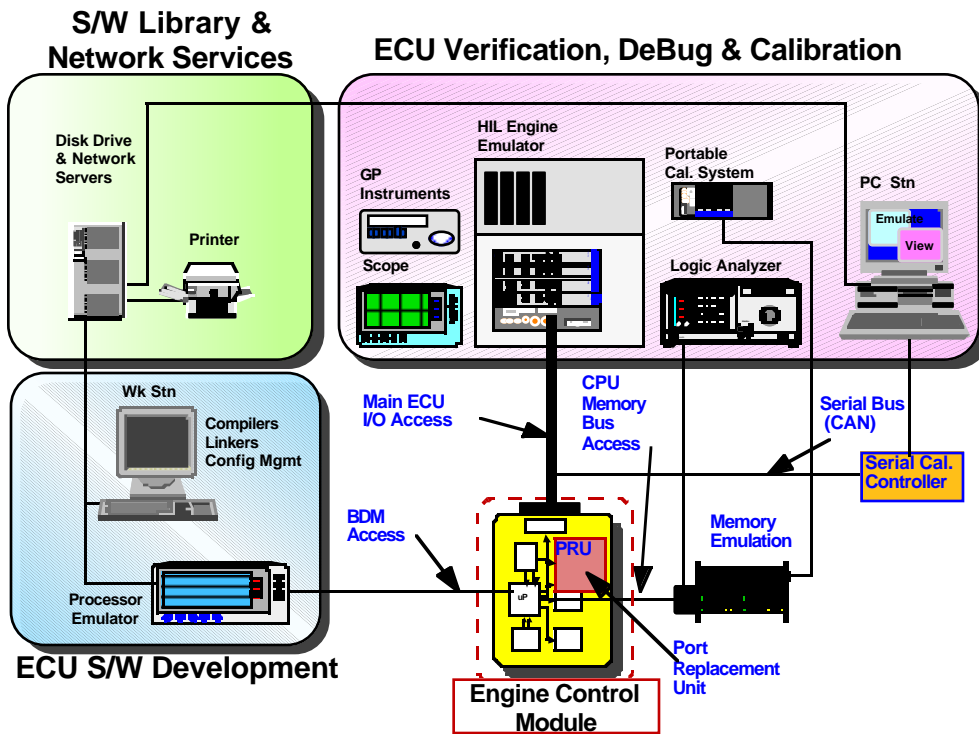 S/W Library &
Network Services
ECU Verification, DeBug & Calibration
Disk Drive
& Network
Servers
Printer
GP
Instruments
Scope
HIL Engine
Emulator
Portable
Cal. System
Logic Analyzer
PC Stn
Emulate
View
Wk Stn
Compilers
Linkers
Config Mgmt
Processor
Emulator
ECU S/W Development
Main ECU
I/O Access
CPU
Memory
Bus
Access
Serial Bus
(CAN)
Serial Cal.
Controller
BDM
Access
PRU
uP
Memory
Emulation
Port
Replacement
Unit
Engine Control
Module